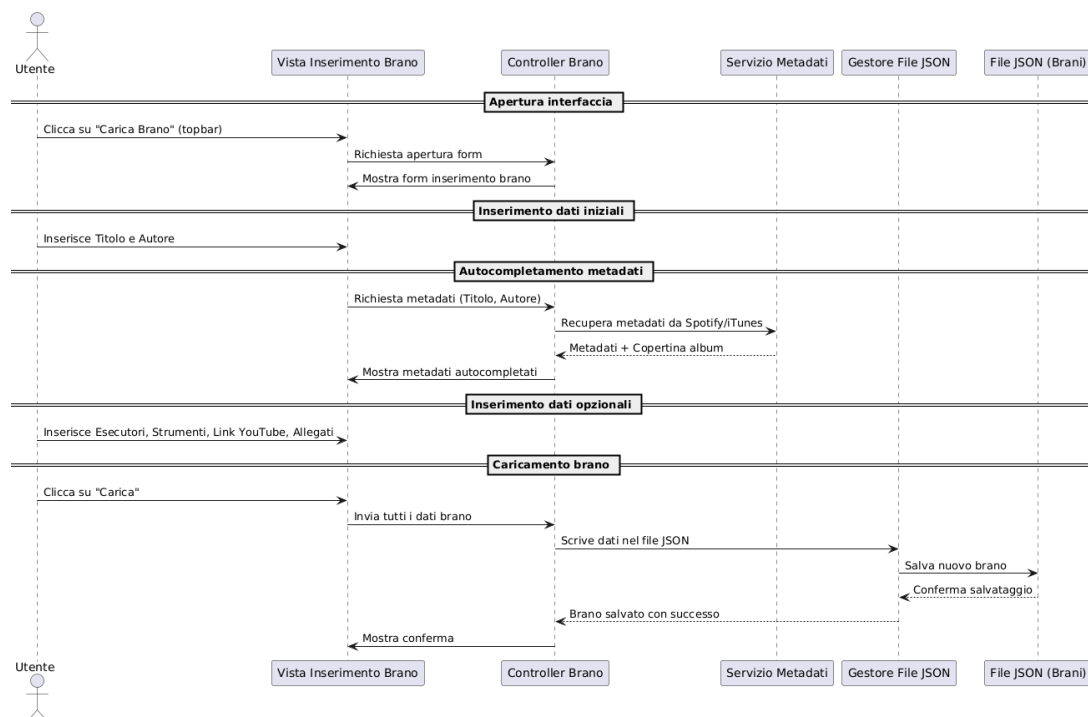 Utente
Vista Inserimento Brano
Controller Brano
Servizio Metadati
Gestore File JSON
File JSON (Brani)
Apertura interfaccia
Clicca su "Carica Brano" (topbar)
Richiesta apertura form
Mostra form inserimento brano
Inserimento dati iniziali
Inserisce Titolo e Autore
Autocompletamento metadati
Richiesta metadati (Titolo, Autore)
Recupera metadati da Spotify/iTunes
Metadati + Copertina album
Mostra metadati autocompletati
Inserimento dati opzionali
Inserisce Esecutori, Strumenti, Link YouTube, Allegati
Caricamento brano
Clicca su "Carica"
Invia tutti i dati brano
Scrive dati nel file JSON
Salva nuovo brano
Conferma salvataggio
Brano salvato con successo
Mostra conferma
Utente
Vista Inserimento Brano
Controller Brano
Servizio Metadati
Gestore File JSON
File JSON (Brani)